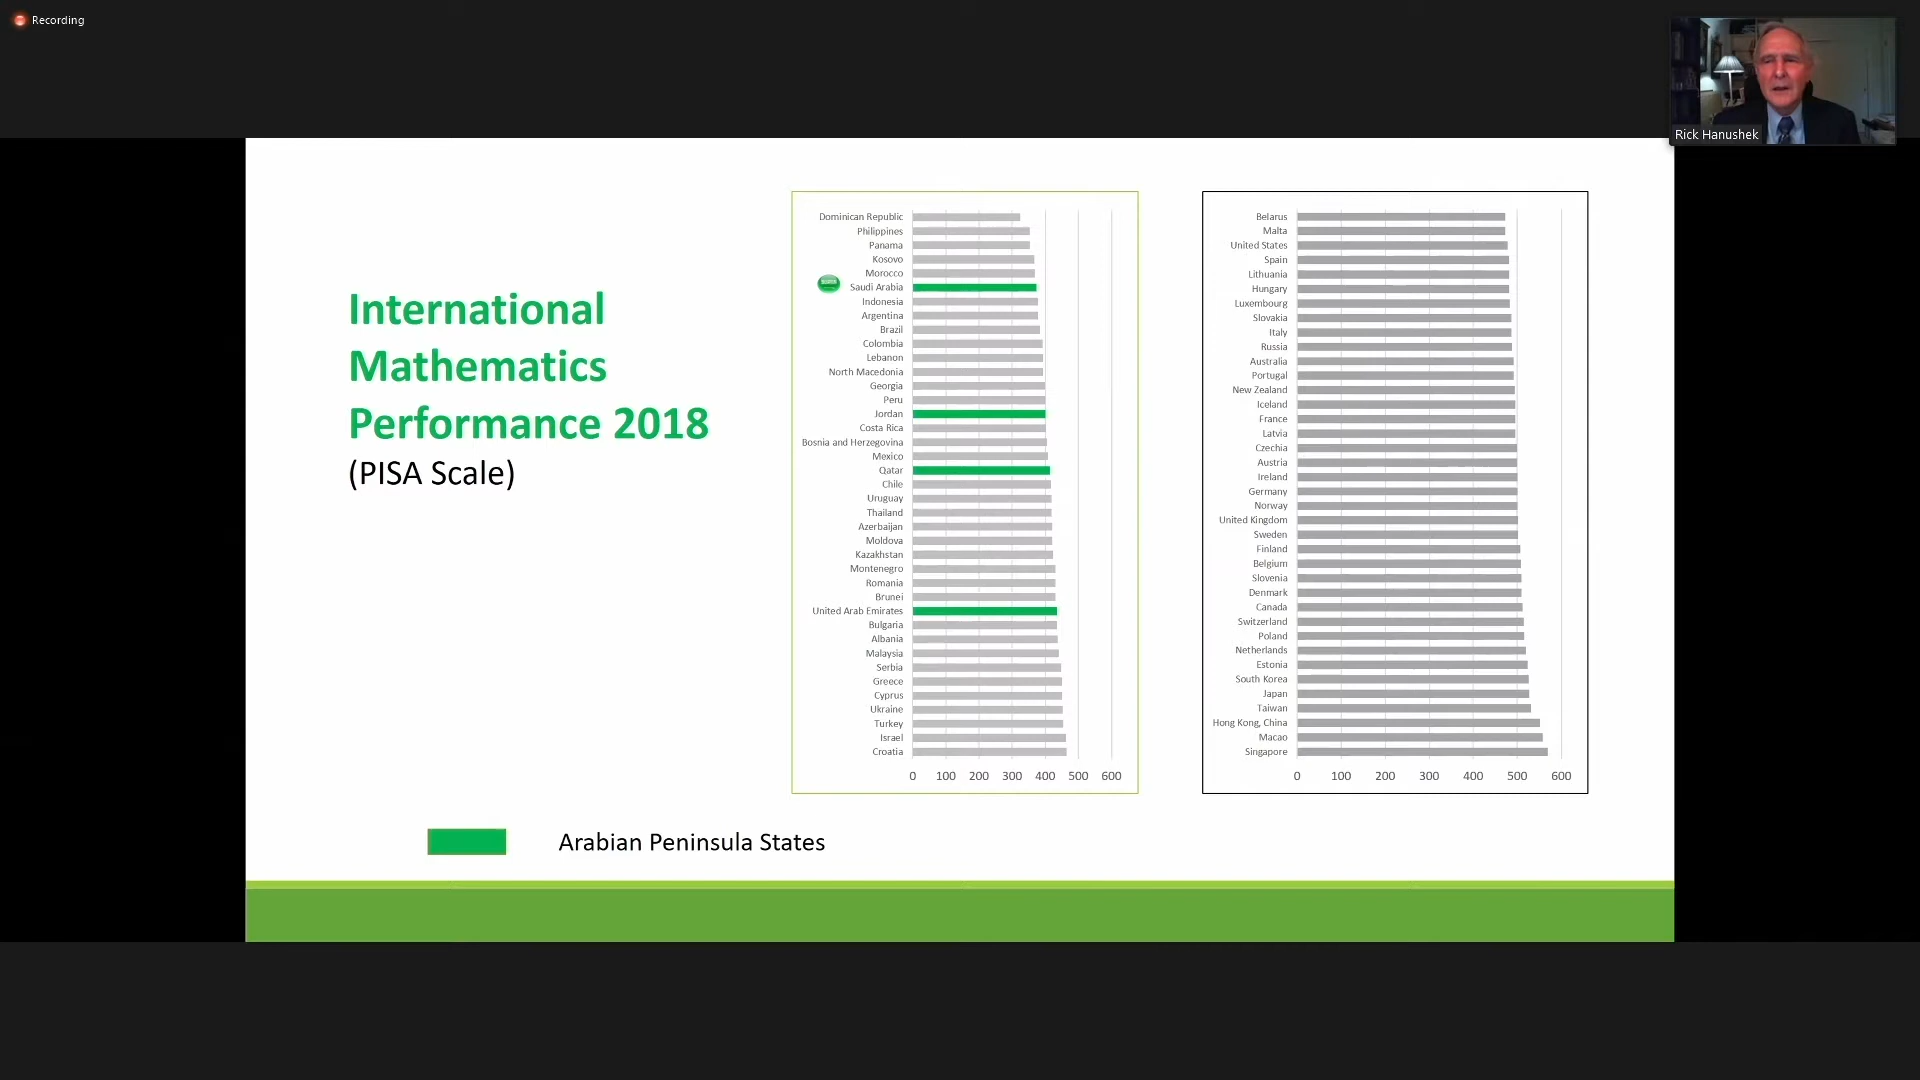 Recording
Rick Hanushek
International
Mathematics
Performance 2018
(PISA Scale)
Dominican Republic
Philippines
Panama
Kosovo
Morocco
Saudi Arabia
Indonesia
Argentina
Brazil
Colombia
Lebanon
North Macedonia
Georgia
Peru
Jordan
Costa Rica
Bosnia and Herzegovina
Mexico
Qatar
Chile
Uruguay
Thailand
Azerbaijan
Moldova
Kazakhstan
Montenegro
Romania
Brunei
United Arab Emirates
Bulgaria
Albania
Malaysia
Serbia
Greece
Cyprus
Ukraine
Turkey
Israel
Croatia
0 100 200 300 400 500 600
Belarus
Malta
United States
Spain
Lithuania
Hungary
Luxembourg
Slovakia
Italy
Russia
Australia
Portugal
New Zealand
Iceland
France
Latvia
Czechia
Austria
Ireland
Germany
Norway
United Kingdom
Sweden
Finland
Belgium
Slovenia
Denmark
Canada
Switzerland
Poland
Netherlands
Estonia
South Korea
Japan
Taiwan
Hong Kong, China
Macao
Singapore
0 100 200 300 400 500 600
Arabian Peninsula States